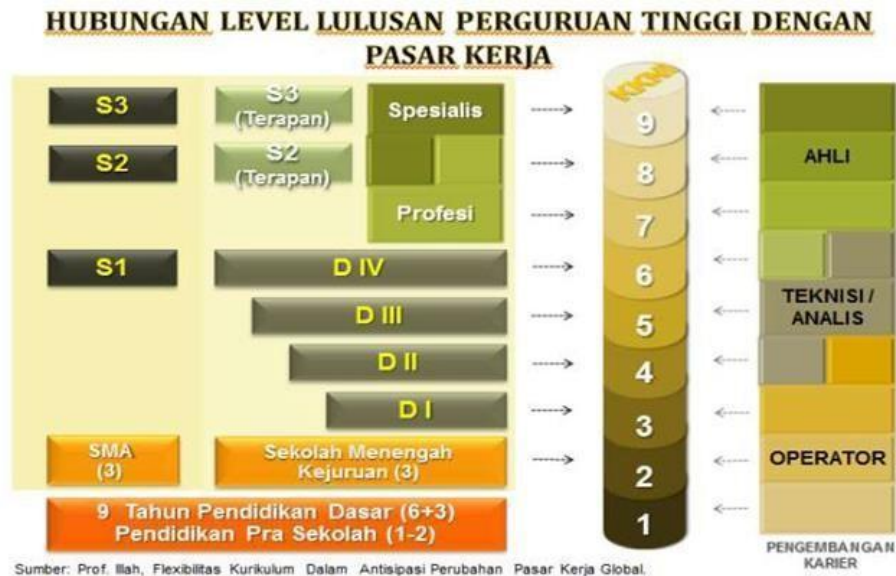 HUBUNGAN LEVEL LULUSAN PERGURUAN TINGGI DENGAN
PASAR KERJA
S3
S3
(Terapan)
Spesialis
S2
S2
(Terapan)
Profesi
S1
D IV
D III
D II
D I
SMA
(3)
Sekolah Menengah
Kejuruan (3)
9 Tahun Pendidikan Dasar (6+3)
Pendidikan Pra Sekolah (1-2)
KKNI
9
8
7
6
5
4
3
2
1
AHLI
TEKNISI /
ANALIS
OPERATOR
PENGEMBANGAN
KARIER
Sumber: Prof. Illah, Flexibilitas Kurikulum Dalam Antisipasi Perubahan Pasar Kerja Global.